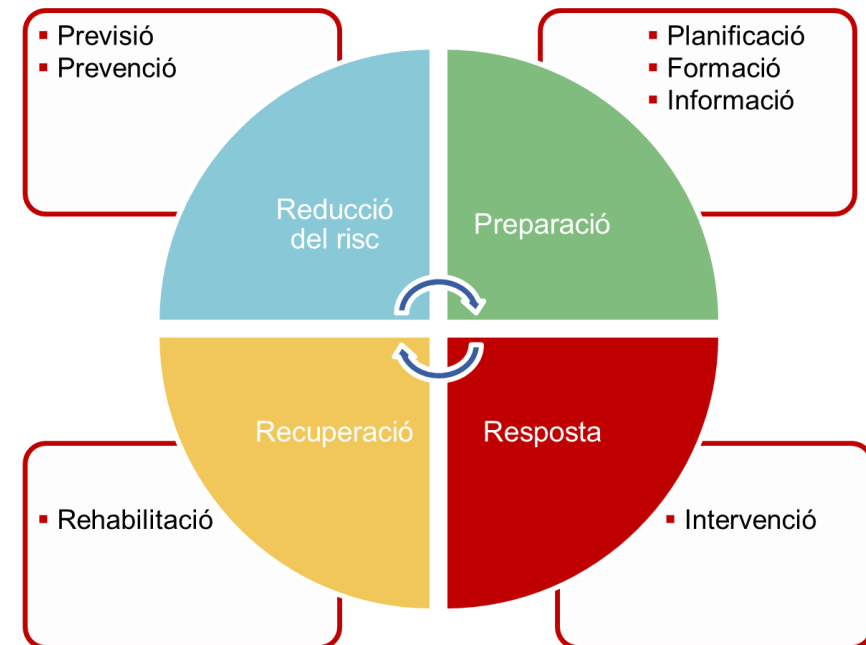 Previsió
Prevenció
Planificació
Formació
Informació
Reducció
del risc
Preparació
Recuperació
Resposta
Rehabilitació
Intervenció